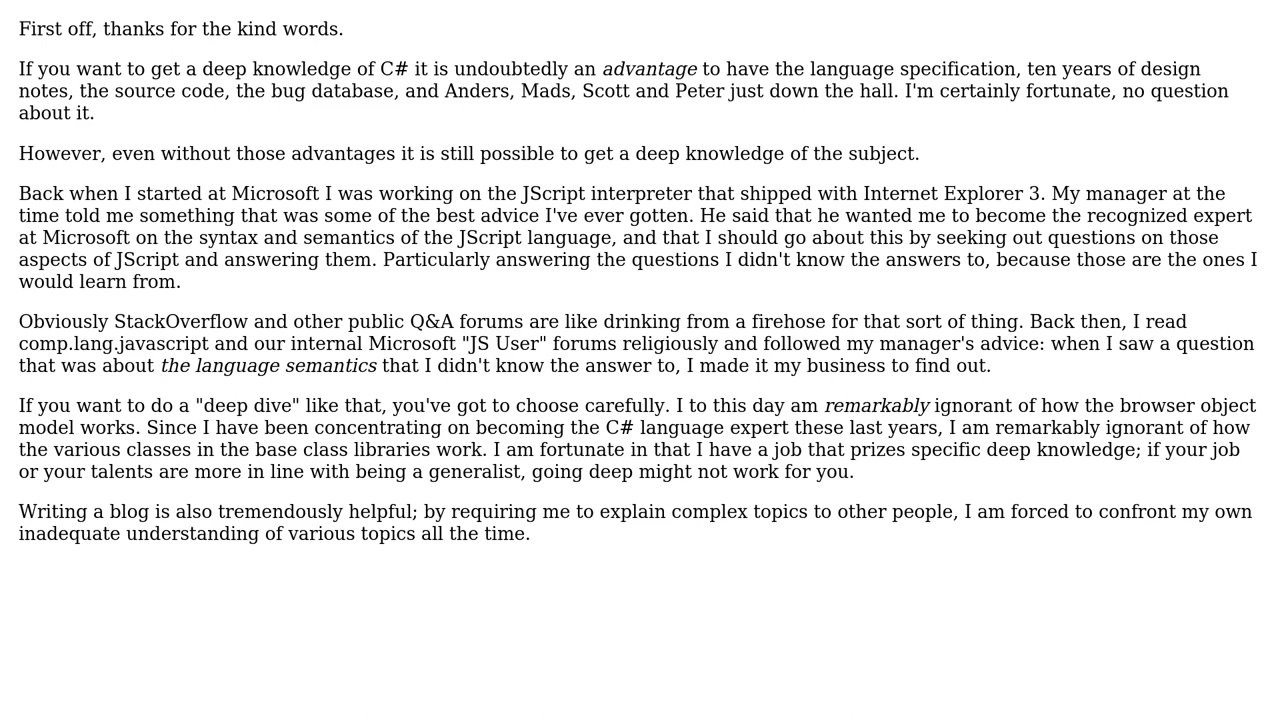 First off, thanks for the kind words.
If you want to get a deep knowledge of C# it is undoubtedly an advantage to have the language specification, ten years of design
notes, the source code, the bug database, and Anders, Mads, Scott and Peter just down the hall. I'm certainly fortunate, no question
about it.
However, even without those advantages it is still possible to get a deep knowledge of the subject.
Back when I started at Microsoft I was working on the JScript interpreter that shipped with Internet Explorer 3. My manager at the
time told me something that was some of the best advice I've ever gotten. He said that he wanted me to become the recognized expert
at Microsoft on the syntax and semantics of the JScript language, and that I should go about this by seeking out questions on those
aspects of JScript and answering them. Particularly answering the questions I didn't know the answers to, because those are the ones I
would learn from.
Obviously StackOverflow and other public Q&A forums are like drinking from a firehose for that sort of thing. Back then, I read
comp.lang.javascript and our internal Microsoft "JS User" forums religiously and followed my manager's advice: when I saw a question
that was about the language semantics that I didn't know the answer to, I made it my business to find out.
If you want to do a "deep dive" like that, you've got to choose carefully. I to this day am remarkably ignorant of how the browser object
model works. Since I have been concentrating on becoming the C# language expert these last years, I am remarkably ignorant of how
the various classes in the base class libraries work. I am fortunate in that I have a job that prizes specific deep knowledge; if your job
or your talents are more in line with being a generalist, going deep might not work for you.
Writing a blog is also tremendously helpful; by requiring me to explain complex topics to other people, I am forced to confront my own
inadequate understanding of various topics all the time.